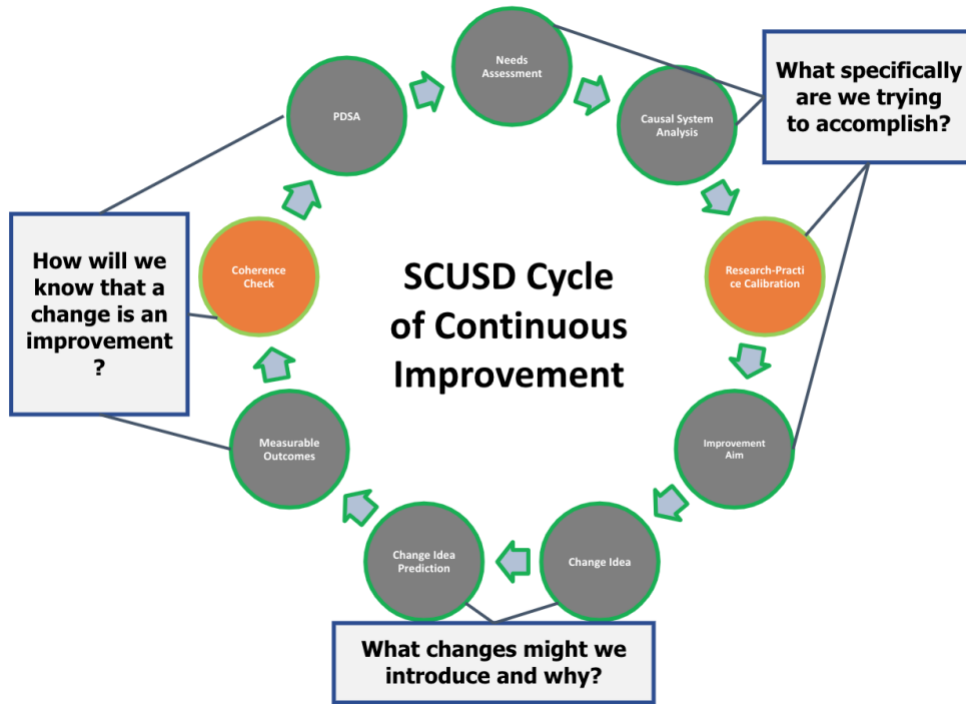 Needs
Assessment
What specifically
are we trying
to accomplish?
PDSA
Causal System
Analysis
How will we
know that a
change is an
improvement
?
Coherence
Check
SCUSD Cycle
of Continuous
Improvement
Research-Practi
ce Calibration
Measurable
Outcomes
Improvement
Aim
Change Idea
Prediction
Change Idea
What changes might we
introduce and why?